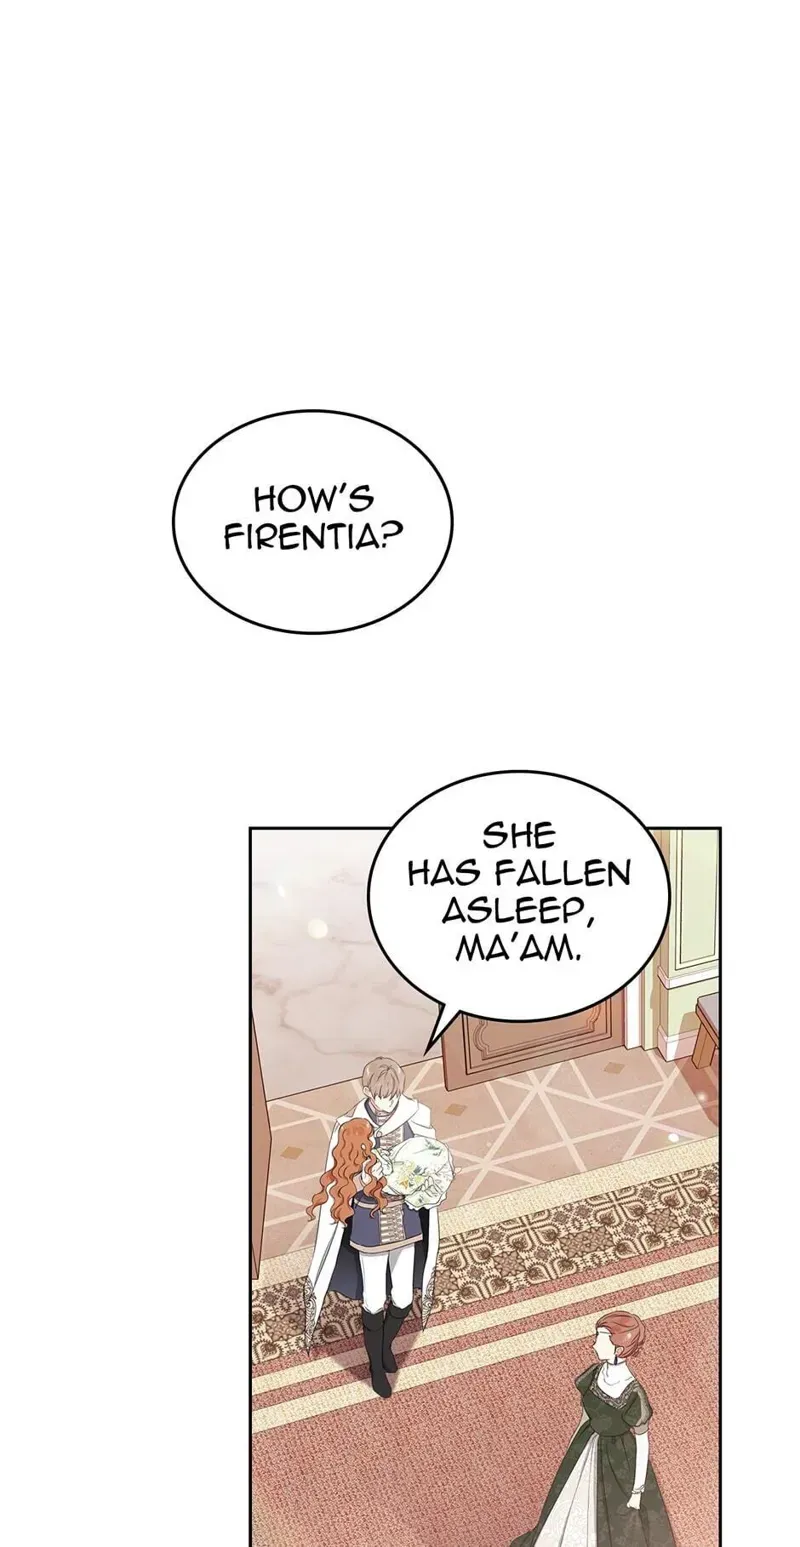 HOW'S
FIRENTIA?
SHE
HAS FALLEN
ASLEEP,
MA'AM.